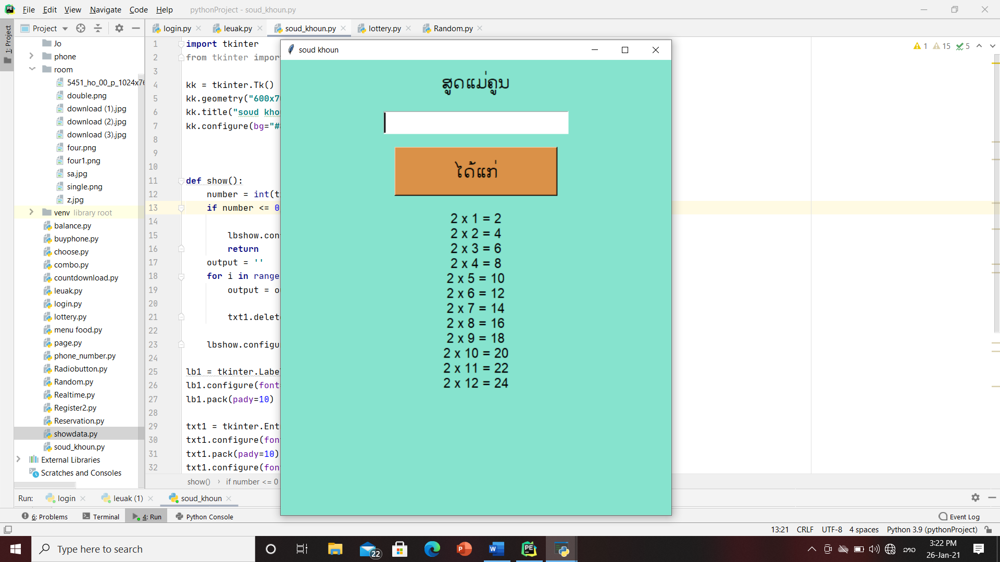 File Edit View Navigate Code Help pythonProject - soud_khoun.py
1: Project
Project
login.py leuak.py soud_khoun.py lottery.py Random.py
Jo
phone
room
5451_ho_00_p_1024x76
double.png
download (1).jpg
download (2).jpg
download (3).jpg
four.png
four1.png
sa.jpg
single.png
z.jpg
venv library root
balance.py
buyphone.py
choose.py
combo.py
countdownload.py
leuak.py
login.py
lottery.py
menu food.py
page.py
phone_number.py
Radiobutton.py
Random.py
Realtime.py
Register2.py
Reservation.py
showdata.py
soud_khoun.py
External Libraries
Scratches and Consoles
1 import tkinter
2 from tkinter impor
3
4 kk = tkinter.Tk()
5 kk.geometry("600x7
6 kk.title("soud kho
7 kk.configure(bg="#
8
9
10
11 def show():
12 number = int(t
13 if number <= 0
14
15 lbshow.con
16 return
17 output = ''
18 for i in range
19 output = o
20
21 txt1.delet
22
23 lbshow.configu
24
25 lb1 = tkinter.Labe
26 lb1.configure(font
27 lb1.pack(pady=10)
28
29 txt1 = tkinter.Ent
30 txt1.configure(fon
31 txt1.pack(pady=10)
32 txt1.configure(fon
show() › if number <= 0
1 15 5
soud khoun
ສູດແມ່ຄູນ
ໄດ້ແກ່
2 x 1 = 2
2 x 2 = 4
2 x 3 = 6
2 x 4 = 8
2 x 5 = 10
2 x 6 = 12
2 x 7 = 14
2 x 8 = 16
2 x 9 = 18
2 x 10 = 20
2 x 11 = 22
2 x 12 = 24
Run: login leuak (1) soud_khoun
6: Problems Terminal 4: Run Python Console Event Log
13:21 CRLF UTF-8 4 spaces Python 3.9 (pythonProject)
Type here to search
22
ລາວ
3:22 PM
26-Jan-21